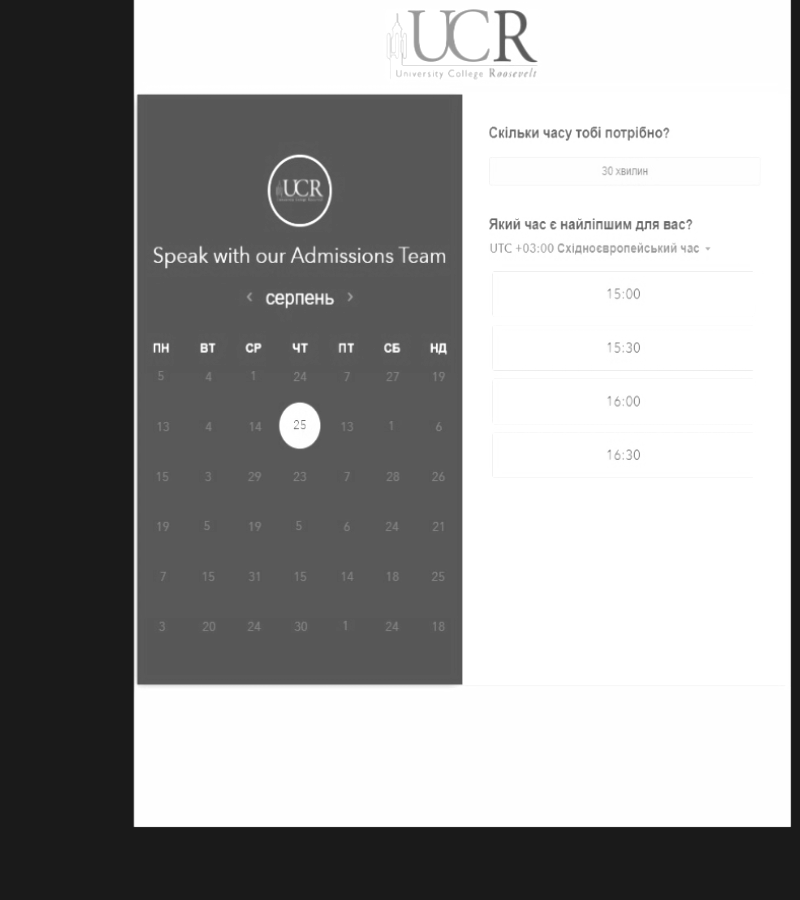 UCR
University College Roosevelt
UCR
Speak with our Admissions Team
серпень
ПН ВТ СР ЧТ ПТ СБ НД
5 4 1 24 7 27 19
13 4 14 25 13 1 6
15 3 29 23 7 28 26
19 5 19 5 6 24 21
7 15 31 15 14 18 25
3 20 24 30 1 24 18
Скільки часу тобі потрібно?
30 хвилин
Який час є найліпшим для вас?
UTC +03:00 Східноєвропейський час
15:00
15:30
16:00
16:30